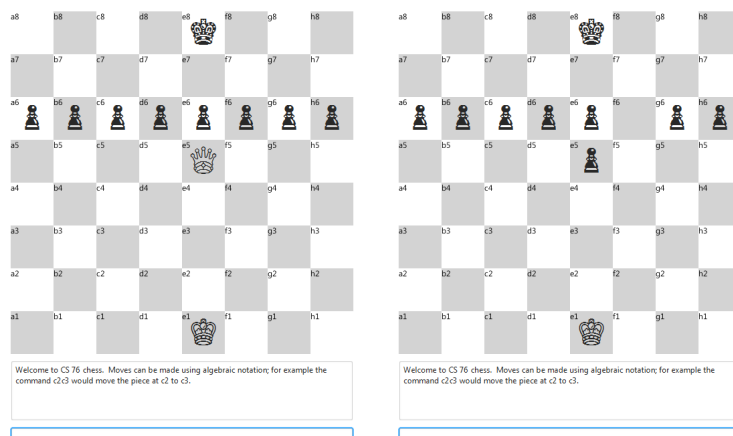 a8 b8 c8 d8 e8 f8 g8 h8
a7 b7 c7 d7 e7 f7 g7 h7
a6 b6 c6 d6 e6 f6 g6 h6
a5 b5 c5 d5 e5 f5 g5 h5
a4 b4 c4 d4 e4 f4 g4 h4
a3 b3 c3 d3 e3 f3 g3 h3
a2 b2 c2 d2 e2 f2 g2 h2
a1 b1 c1 d1 e1 f1 g1 h1
Welcome to CS 76 chess. Moves can be made using algebraic notation; for example the
command c2c3 would move the piece at c2 to c3.
a8 b8 c8 d8 e8 f8 g8 h8
a7 b7 c7 d7 e7 f7 g7 h7
a6 b6 c6 d6 e6 f6 g6 h6
a5 b5 c5 d5 e5 f5 g5 h5
a4 b4 c4 d4 e4 f4 g4 h4
a3 b3 c3 d3 e3 f3 g3 h3
a2 b2 c2 d2 e2 f2 g2 h2
a1 b1 c1 d1 e1 f1 g1 h1
Welcome to CS 76 chess. Moves can be made using algebraic notation; for example the
command c2c3 would move the piece at c2 to c3.